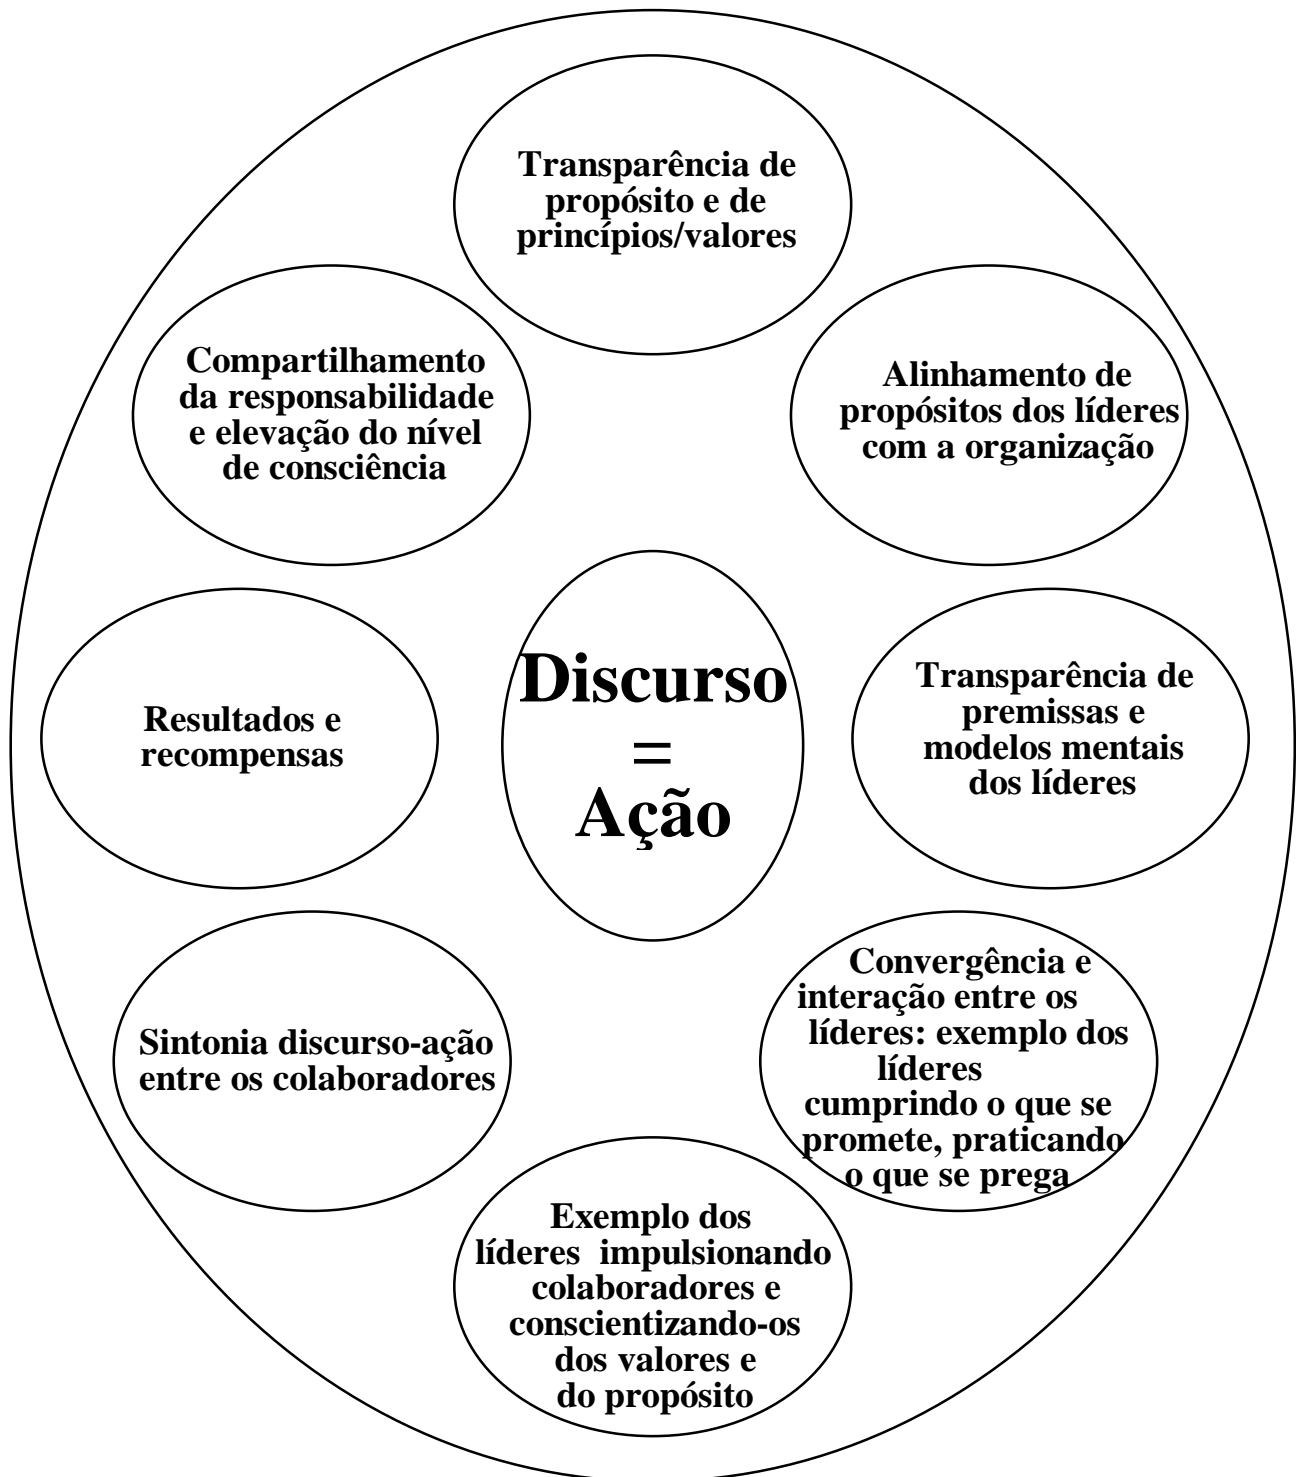 Transparência de
propósito e de
princípios/valores
Compartilhamento
da responsabilidade
e elevação do nível
de consciência
Alinhamento de
propósitos dos líderes
com a organização
Discurso
=
Ação
Resultados e
recompensas
Transparência de
premissas e
modelos mentais
dos líderes
Sintonia discurso-ação
entre os colaboradores
Convergência e
interação entre os
líderes: exemplo dos
líderes
cumprindo o que se
promete, praticando
o que se prega
Exemplo dos
líderes impulsionando
colaboradores e
conscientizando-os
dos valores e
do propósito